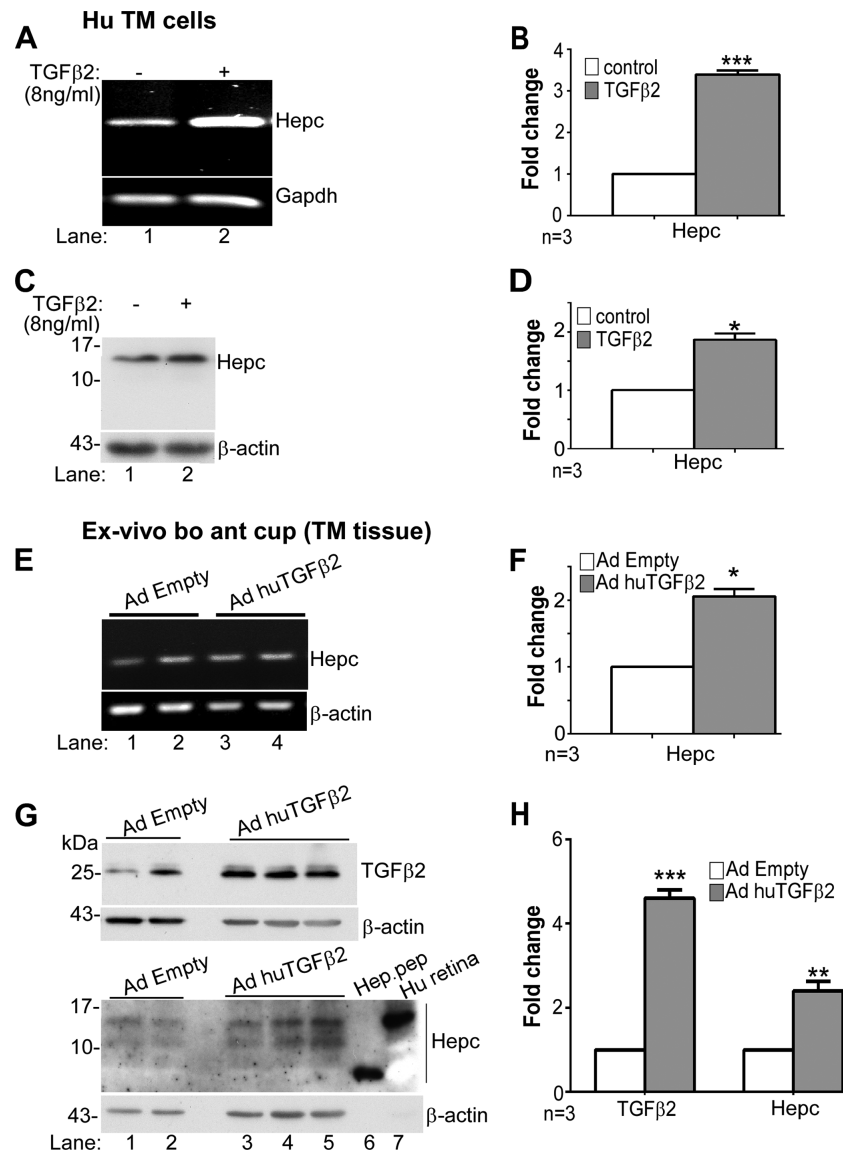 Hu TM cells
A
TGFβ2: - +
(8ng/ml)
Hepc
Gapdh
Lane: 1 2
B
4
3
2
1
0
Fold change
control
TGFβ2
***
n=3
Hepc
C
TGFβ2: - +
(8ng/ml)
17-
Hepc
10-
43-
β-actin
Lane: 1 2
D
2
1
0
Fold change
control
TGFβ2
*
n=3
Hepc
Ex-vivo bo ant cup (TM tissue)
E
Ad Empty
Ad huTGFβ2
Hepc
β-actin
Lane: 1 2 3 4
F
2
1
0
Fold change
Ad Empty
Ad huTGFβ2
*
n=3
Hepc
G
Ad Empty
Ad huTGFβ2
kDa
25-
TGFβ2
43-
β-actin
Ad Empty
Ad huTGFβ2
Hep.pep
Hu retina
17-
10-
Hepc
43-
β-actin
Lane: 1 2 3 4 5 6 7
H
6
4
2
0
Fold change
Ad Empty
Ad huTGFβ2
***
**
n=3
TGFβ2
Hepc